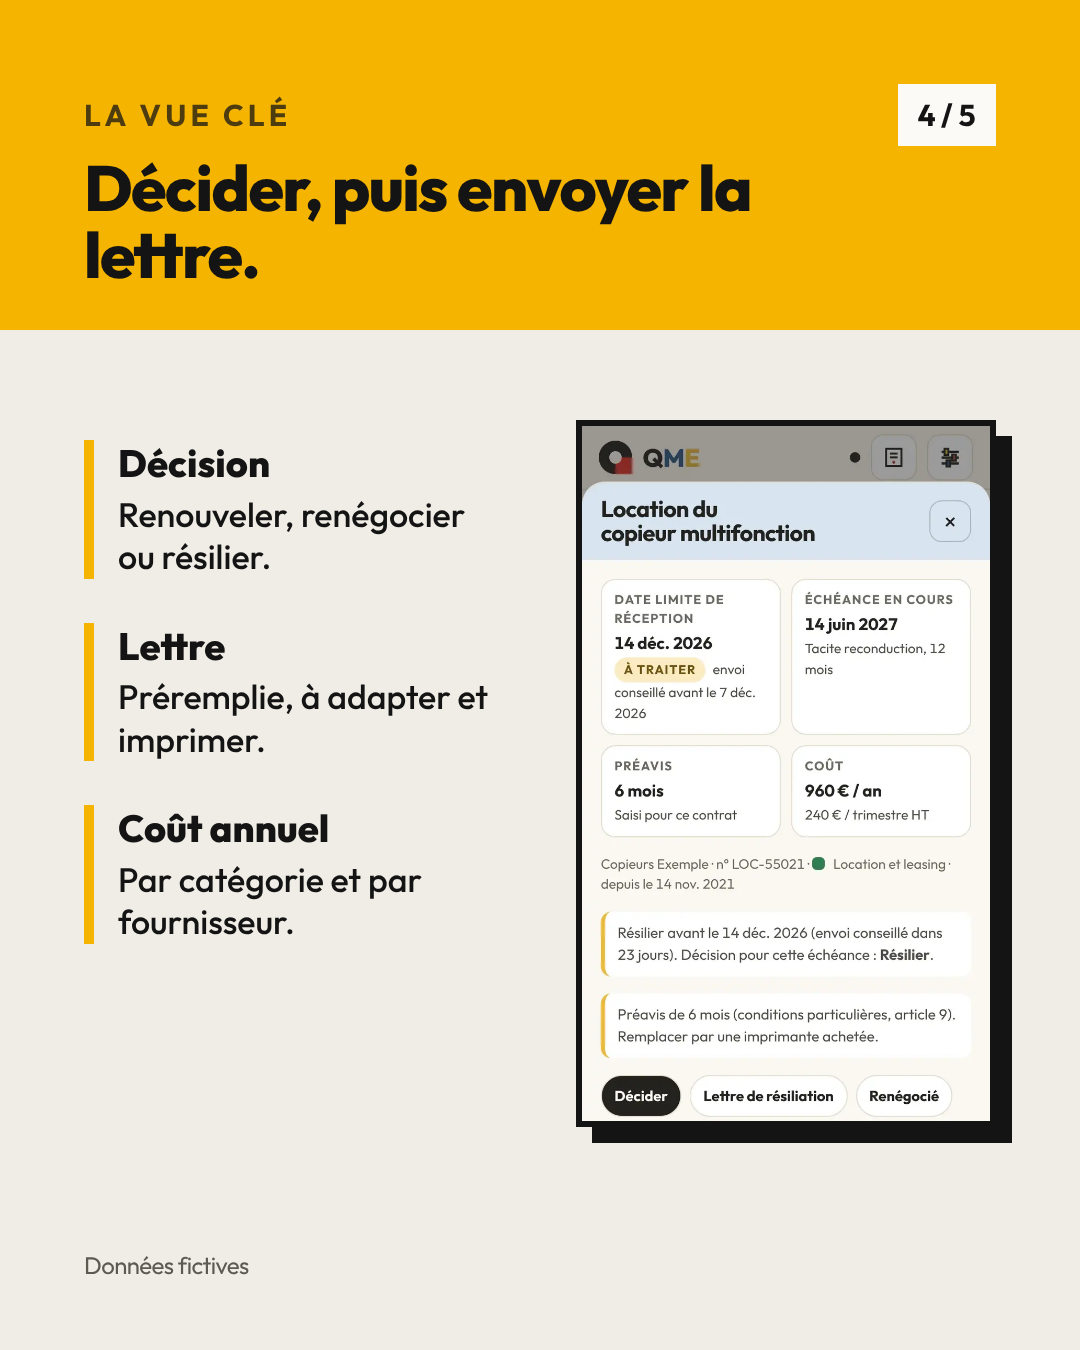 LA VUE CLÉ
4 / 5
Décider, puis envoyer la
lettre.
Décision
Renouveler, renégocier
ou résilier.
Lettre
Préremplie, à adapter et
imprimer.
Coût annuel
Par catégorie et par
fournisseur.
QME
Location du
copieur multifonction
×
DATE LIMITE DE
RÉCEPTION
14 déc. 2026
À TRAITER envoi
conseillé avant le 7 déc.
2026
ÉCHÉANCE EN COURS
14 juin 2027
Tacite reconduction, 12
mois
PRÉAVIS
6 mois
Saisi pour ce contrat
COÛT
960 € / an
240 € / trimestre HT
Copieurs Exemple · n° LOC-55021 · Location et leasing ·
depuis le 14 nov. 2021
Résilier avant le 14 déc. 2026 (envoi conseillé dans
23 jours). Décision pour cette échéance : Résilier.
Préavis de 6 mois (conditions particulières, article 9).
Remplacer par une imprimante achetée.
Décider
Lettre de résiliation
Renégocié
Données fictives